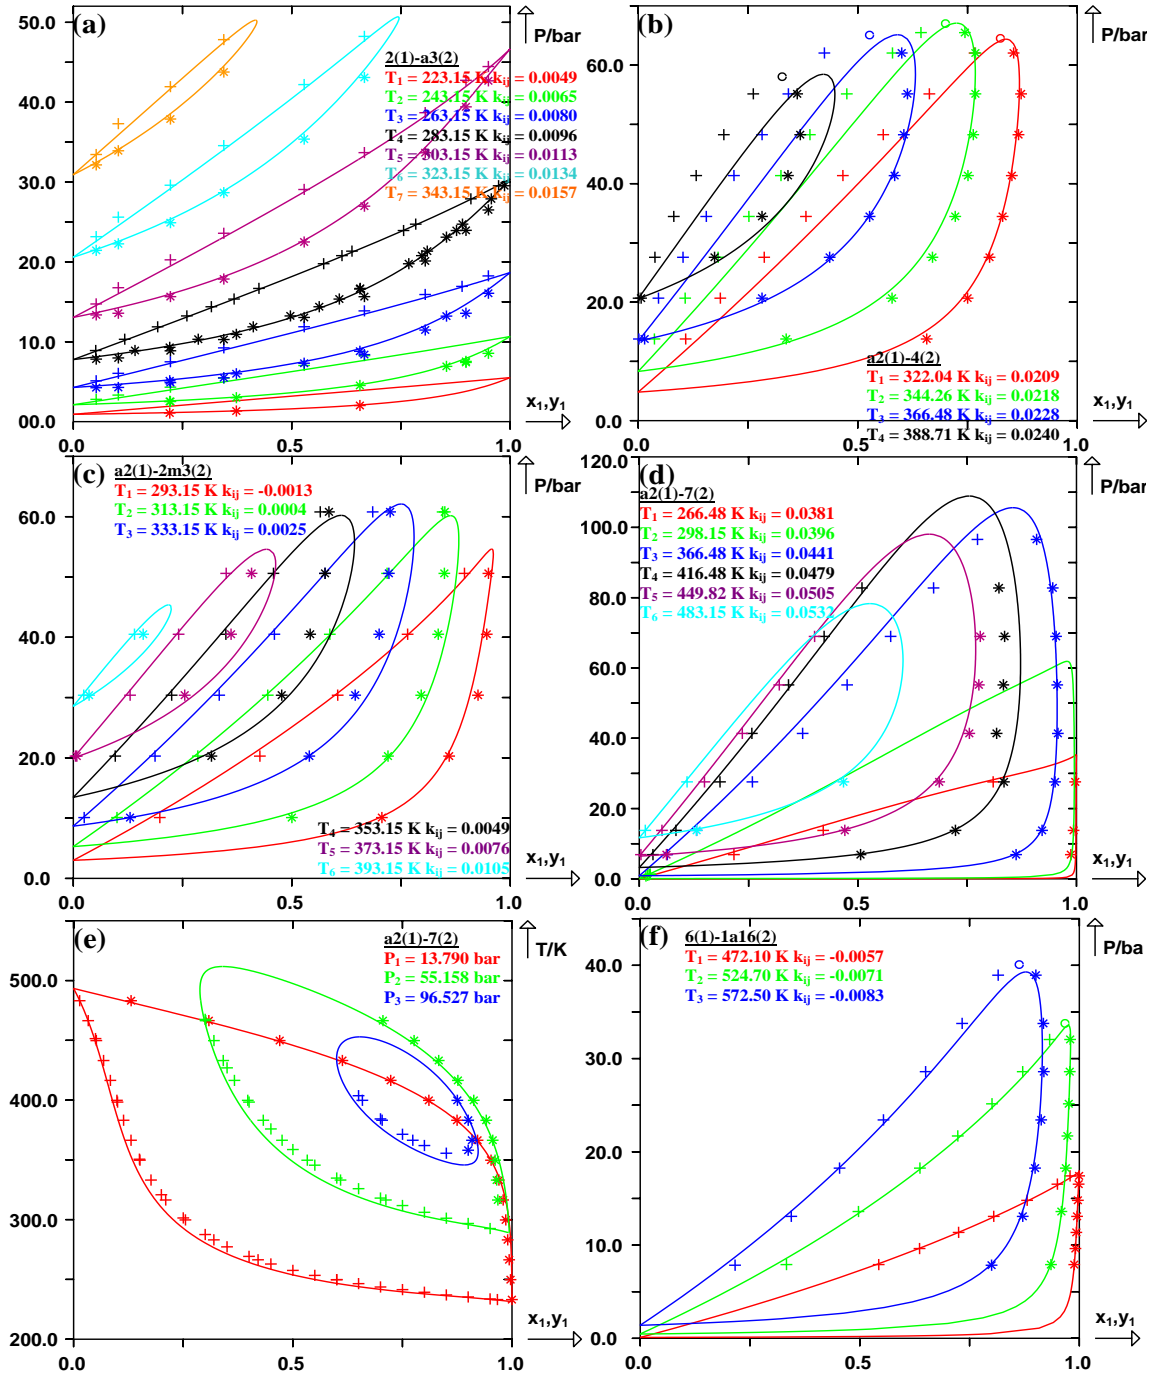 (a)
50.0
40.0
30.0
20.0
10.0
00.0
0.0
0.5
1.0
P/bar
x₁,y₁
2(1)-a3(2)
T₁ = 223.15 K kᵢⱼ = 0.0049
T₂ = 243.15 K kᵢⱼ = 0.0065
T₃ = 263.15 K kᵢⱼ = 0.0080
T₄ = 283.15 K kᵢⱼ = 0.0096
T₅ = 303.15 K kᵢⱼ = 0.0113
T₆ = 323.15 K kᵢⱼ = 0.0134
T₇ = 343.15 K kᵢⱼ = 0.0157
(b)
60.0
40.0
20.0
0.0
0.0
0.5
1.0
P/bar
x₁,y₁
a2(1)-4(2)
T₁ = 322.04 K kᵢⱼ = 0.0209
T₂ = 344.26 K kᵢⱼ = 0.0218
T₃ = 366.48 K kᵢⱼ = 0.0228
T₄ = 388.71 K kᵢⱼ = 0.0240
(c)
60.0
40.0
20.0
0.0
0.0
0.5
1.0
P/bar
x₁,y₁
a2(1)-2m3(2)
T₁ = 293.15 K kᵢⱼ = -0.0013
T₂ = 313.15 K kᵢⱼ = 0.0004
T₃ = 333.15 K kᵢⱼ = 0.0025
T₄ = 353.15 K kᵢⱼ = 0.0049
T₅ = 373.15 K kᵢⱼ = 0.0076
T₆ = 393.15 K kᵢⱼ = 0.0105
(d)
120.0
100.0
80.0
60.0
40.0
20.0
0.0
0.0
0.5
1.0
P/bar
x₁,y₁
a2(1)-7(2)
T₁ = 266.48 K kᵢⱼ = 0.0381
T₂ = 298.15 K kᵢⱼ = 0.0396
T₃ = 366.48 K kᵢⱼ = 0.0441
T₄ = 416.48 K kᵢⱼ = 0.0479
T₅ = 449.82 K kᵢⱼ = 0.0505
T₆ = 483.15 K kᵢⱼ = 0.0532
(e)
500.0
400.0
300.0
200.0
0.0
0.5
1.0
T/K
x₁,y₁
a2(1)-7(2)
P₁ = 13.790 bar
P₂ = 55.158 bar
P₃ = 96.527 bar
(f)
40.0
30.0
20.0
10.0
0.0
0.0
0.5
1.0
P/ba
x₁,y₁
6(1)-1a16(2)
T₁ = 472.10 K kᵢⱼ = -0.0057
T₂ = 524.70 K kᵢⱼ = -0.0071
T₃ = 572.50 K kᵢⱼ = -0.0083